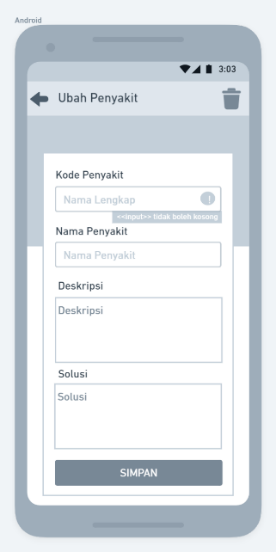 Android
3:03
Ubah Penyakit
Kode Penyakit
Nama Lengkap
<<input>> tidak boleh kosong
Nama Penyakit
Nama Penyakit
Deskripsi
Deskripsi
Solusi
Solusi
SIMPAN